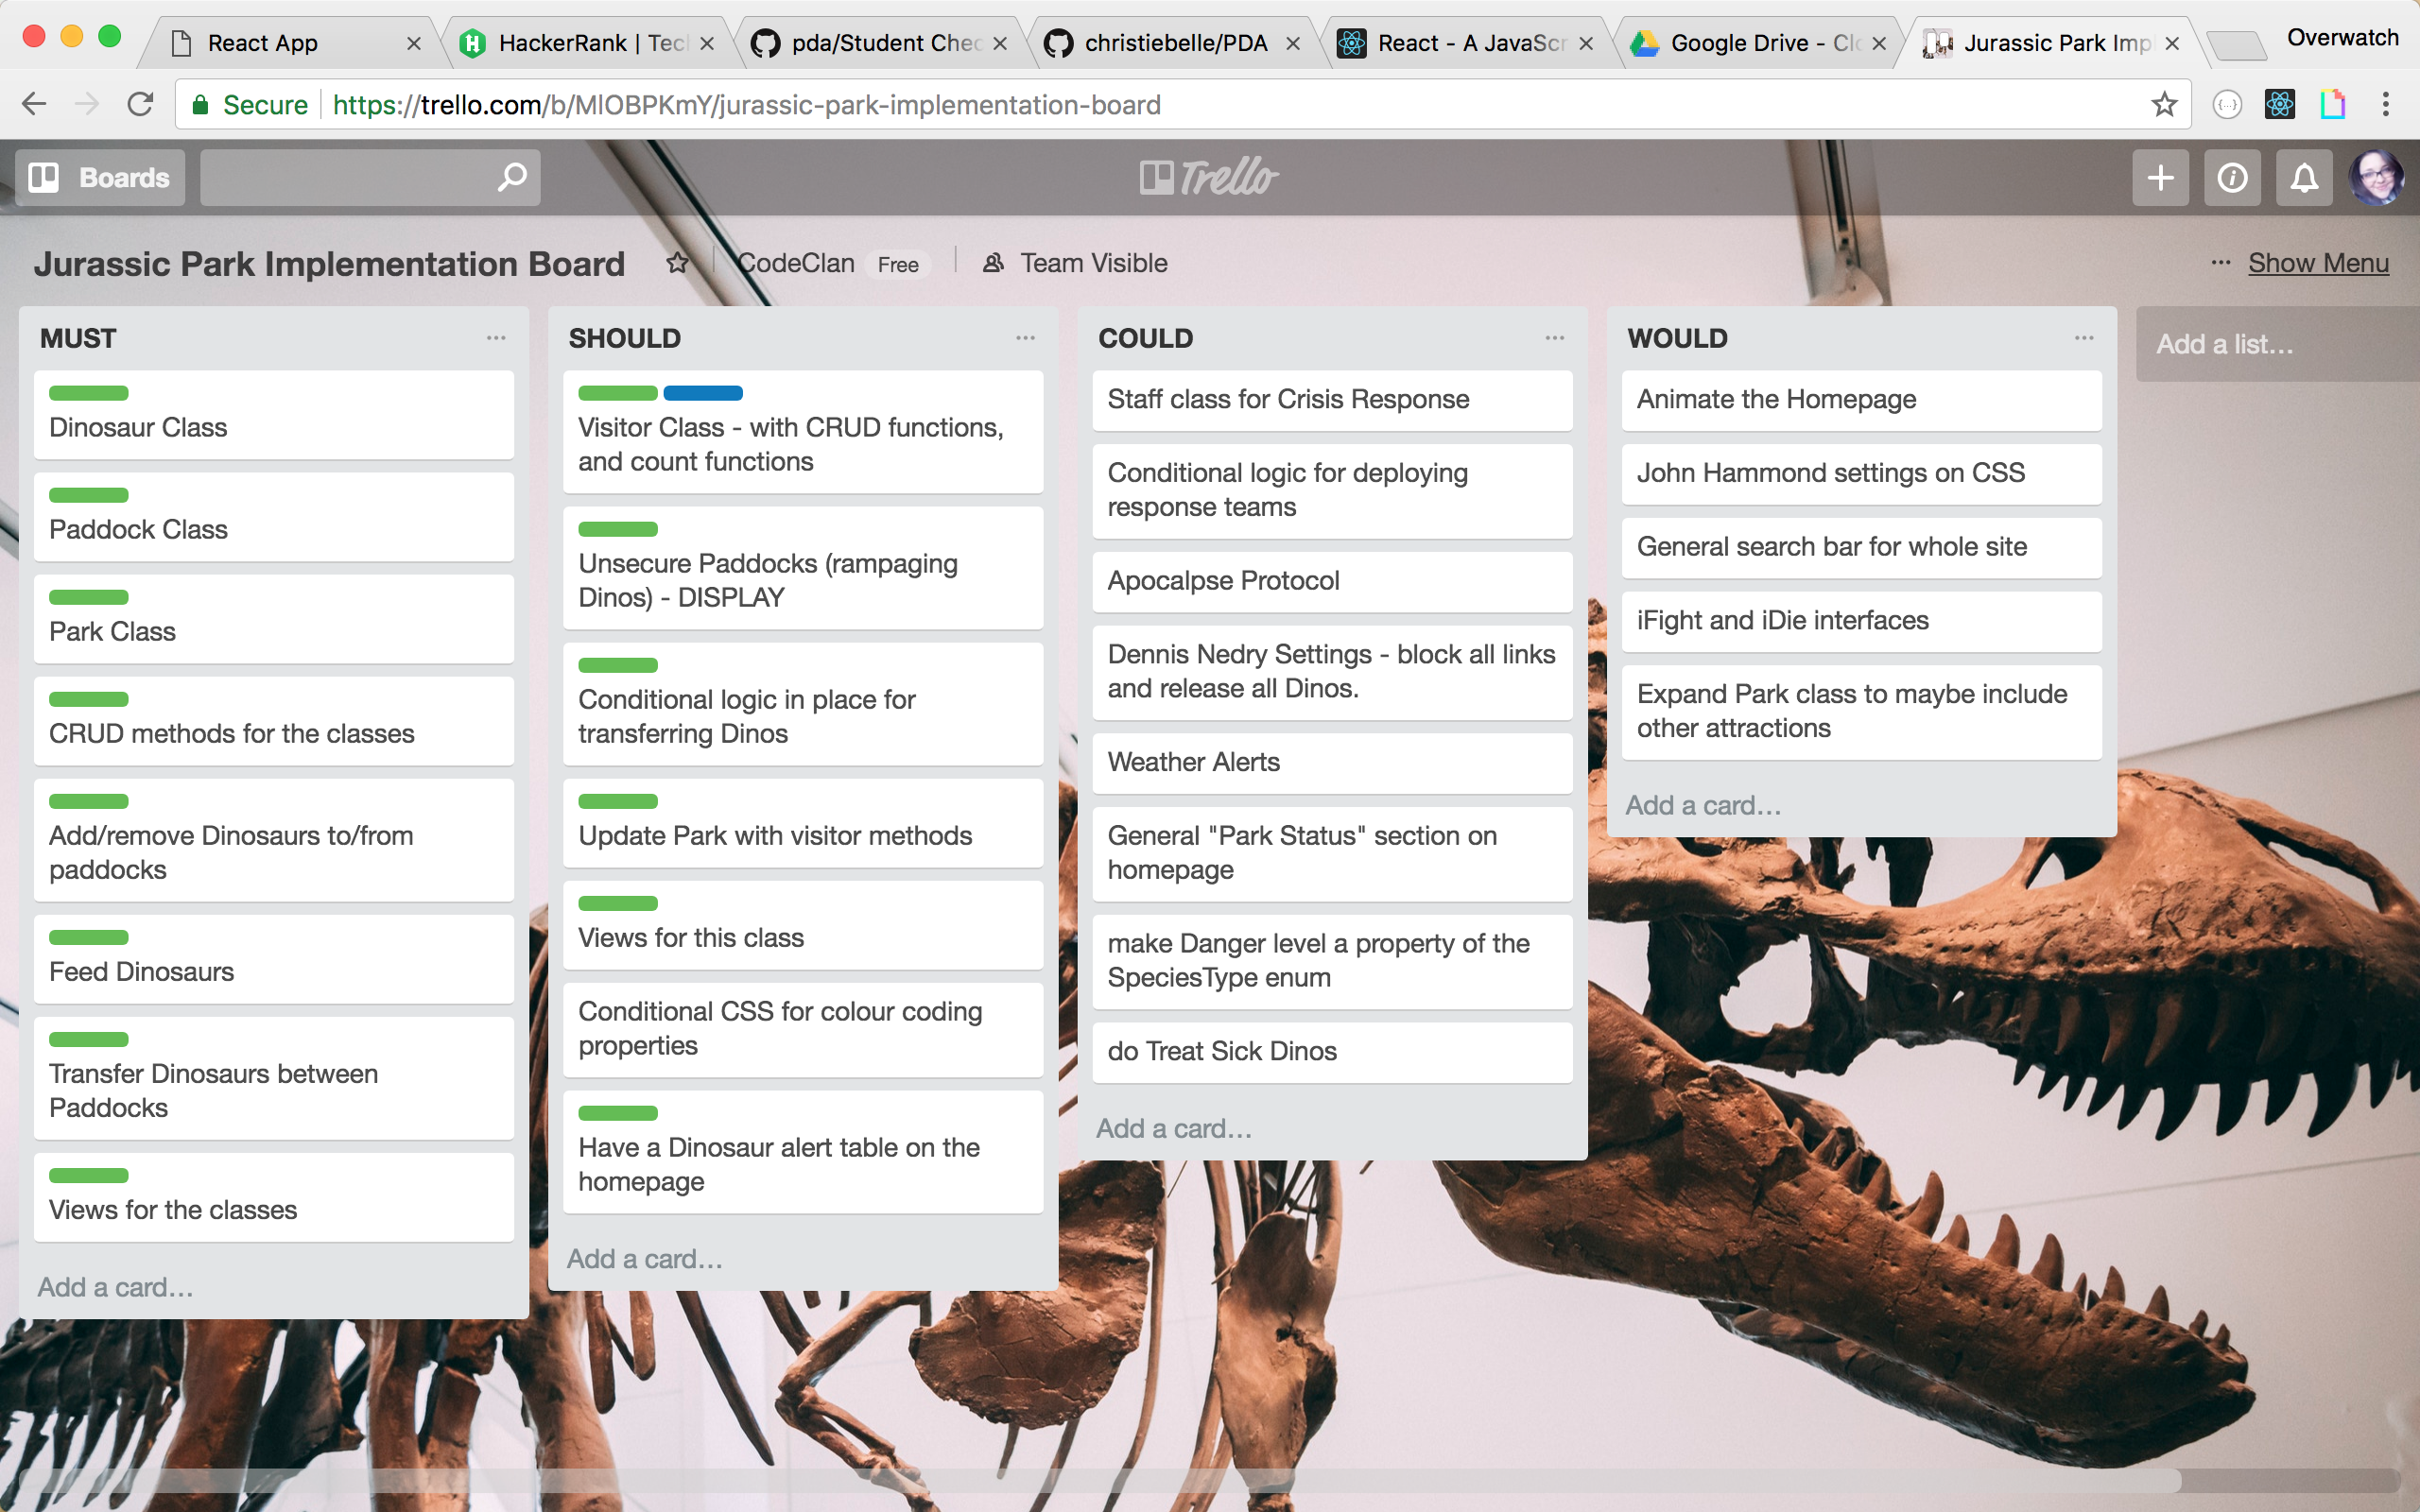 React App
HackerRank | Tec
pda/Student Chec
christiebelle/PDA
React - A JavaScr
Google Drive - Clo
Jurassic Park Imp
Overwatch
Secure
https://trello.com/b/MlOBPKmY/jurassic-park-implementation-board
Boards
Trello
Jurassic Park Implementation Board
CodeClan
Free
Team Visible
... Show Menu
MUST
Dinosaur Class
Paddock Class
Park Class
CRUD methods for the classes
Add/remove Dinosaurs to/from
paddocks
Feed Dinosaurs
Transfer Dinosaurs between
Paddocks
Views for the classes
Add a card...
SHOULD
Visitor Class - with CRUD functions,
and count functions
Unsecure Paddocks (rampaging
Dinos) - DISPLAY
Conditional logic in place for
transferring Dinos
Update Park with visitor methods
Views for this class
Conditional CSS for colour coding
properties
Have a Dinosaur alert table on the
homepage
Add a card...
COULD
Staff class for Crisis Response
Conditional logic for deploying
response teams
Apocalpse Protocol
Dennis Nedry Settings - block all links
and release all Dinos.
Weather Alerts
General "Park Status" section on
homepage
make Danger level a property of the
SpeciesType enum
do Treat Sick Dinos
Add a card...
WOULD
Animate the Homepage
John Hammond settings on CSS
General search bar for whole site
iFight and iDie interfaces
Expand Park class to maybe include
other attractions
Add a card...
Add a list...